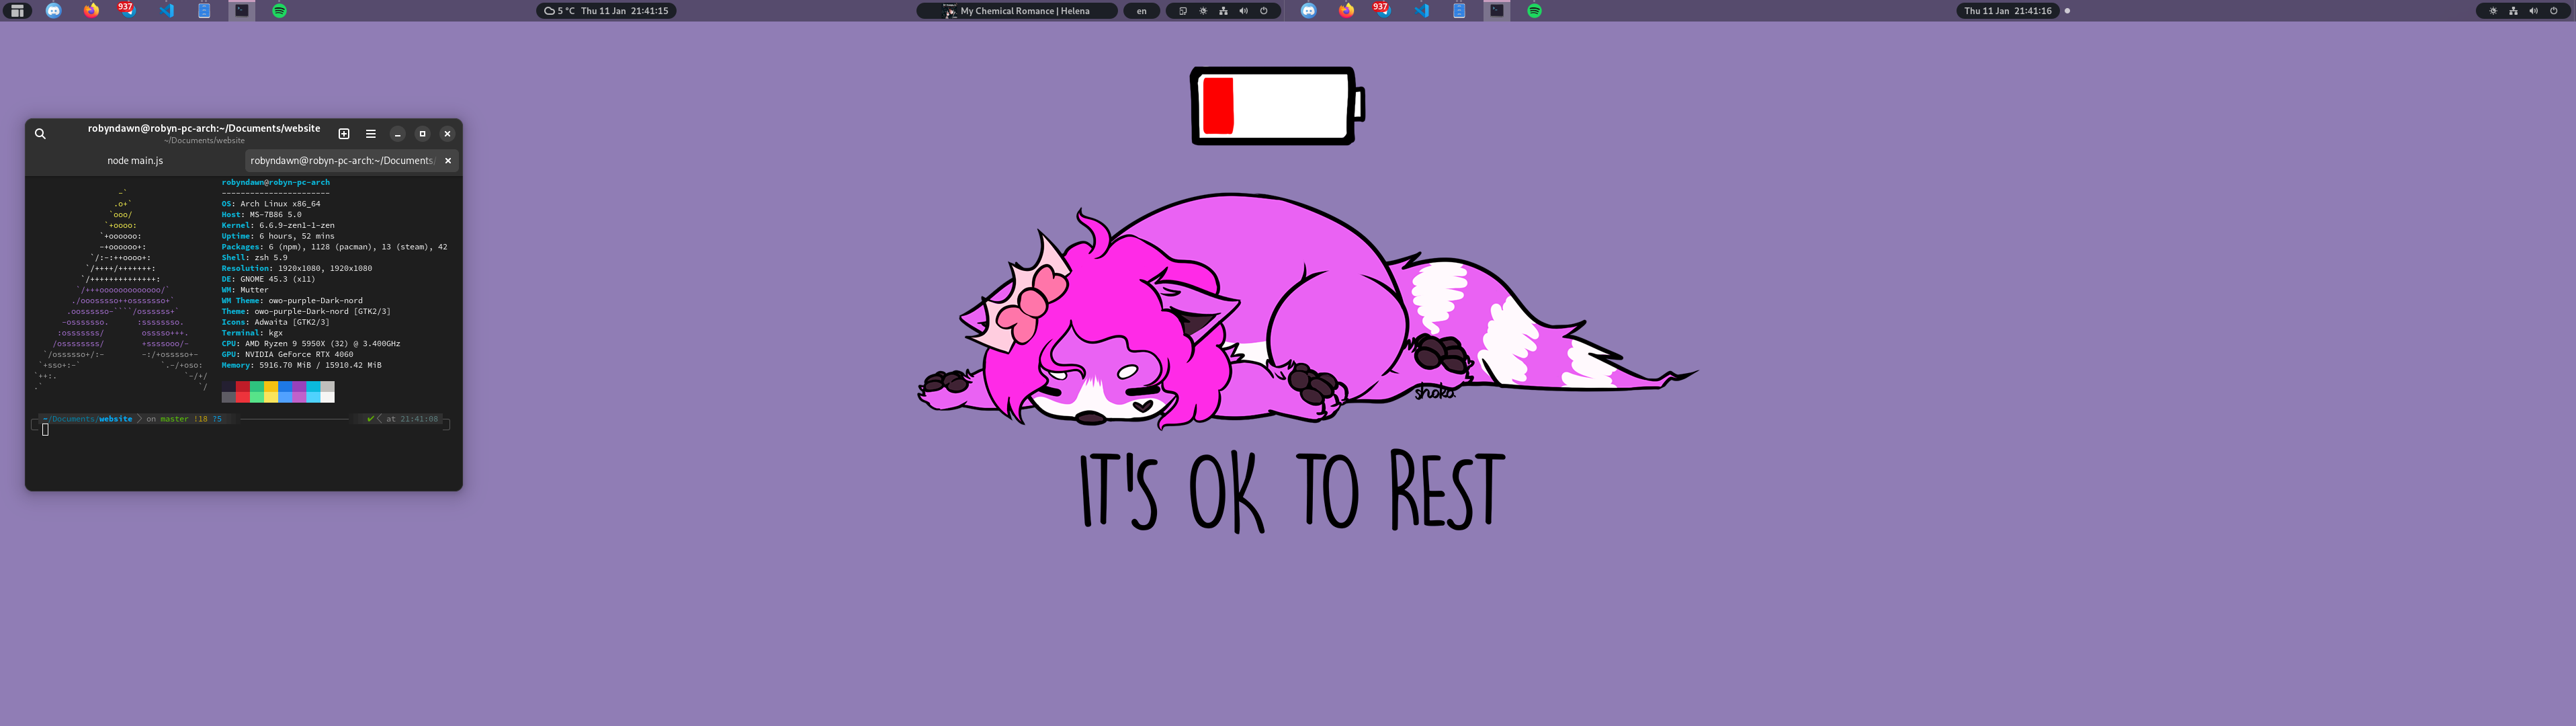 937
5 °C Thu 11 Jan 21:41:15
My Chemical Romance | Helena
en
937
Thu 11 Jan 21:41:16
robyndawn@robyn-pc-arch:~/Documents/website
~/Documents/website
node main.js
robyndawn@robyn-pc-arch:~/Documents/
robyndawn@robyn-pc-arch
-----------------------
OS: Arch Linux x86_64
Host: MS-7B86 5.0
Kernel: 6.6.9-zen1-1-zen
Uptime: 6 hours, 52 mins
Packages: 6 (npm), 1128 (pacman), 13 (steam), 42
Shell: zsh 5.9
Resolution: 1920x1080, 1920x1080
DE: GNOME 45.3 (x11)
WM: Mutter
WM Theme: owo-purple-Dark-nord
Theme: owo-purple-Dark-nord [GTK2/3]
Icons: Adwaita [GTK2/3]
Terminal: kgx
CPU: AMD Ryzen 9 5950X (32) @ 3.400GHz
GPU: NVIDIA GeForce RTX 4060
Memory: 5916.70 MiB / 15910.42 MiB
~/Documents/website on master !18 ?5 ✔ at 21:41:08
shoka
IT'S OK TO REST